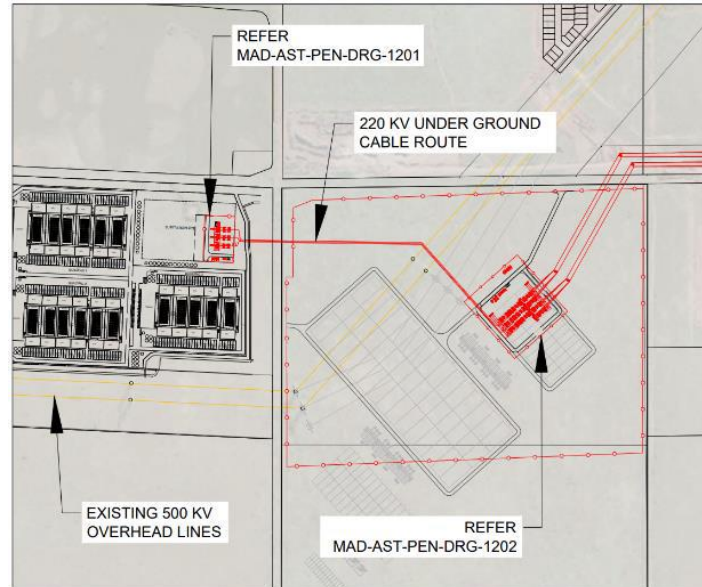 REFER
MAD-AST-PEN-DRG-1201
220 KV UNDER GROUND
CABLE ROUTE
EXISTING 500 KV
OVERHEAD LINES
REFER
MAD-AST-PEN-DRG-1202